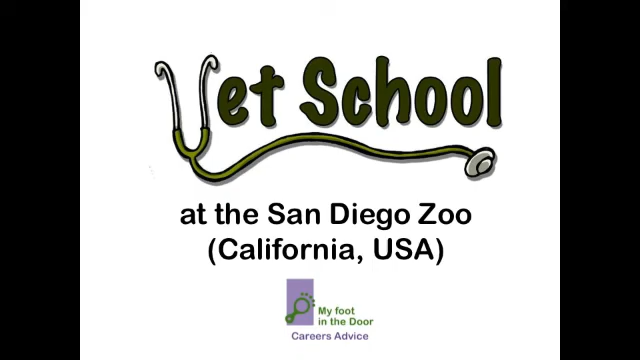 Vet School
at the San Diego Zoo
(California, USA)
My foot
in the Door
Careers Advice